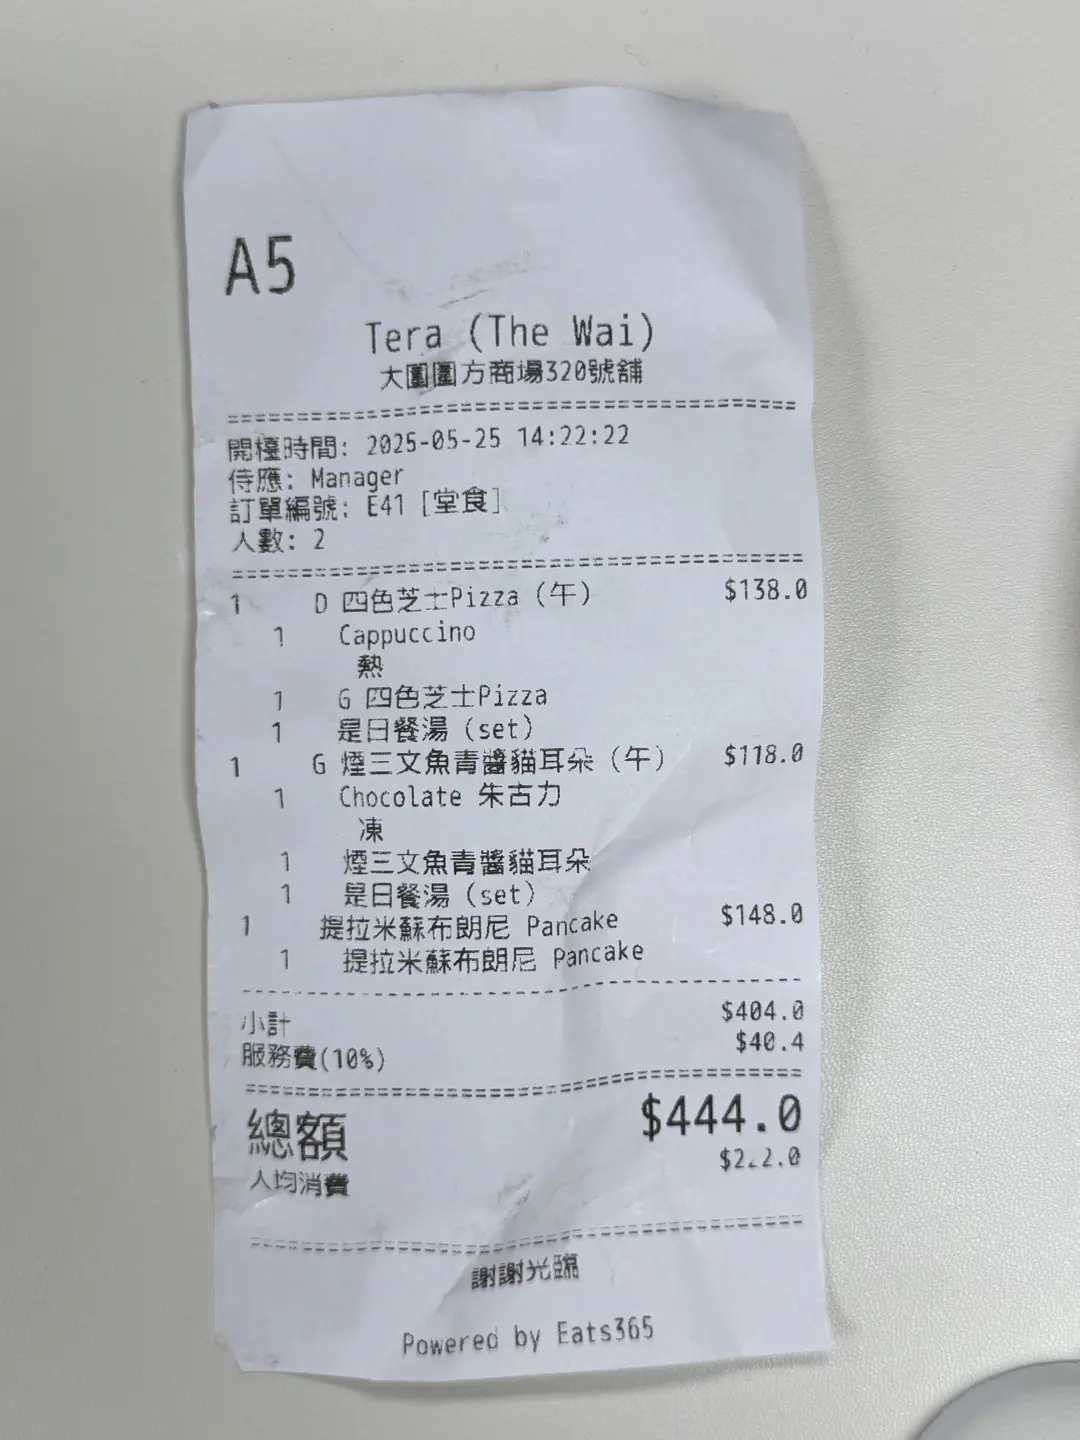 A5
Tera (The Wai)
大圍圍方商場320號舖
開檯時間: 2025-05-25 14:22:22
侍應: Manager
訂單編號: E41 [堂食]
人數: 2
1 D 四色芝士Pizza (午) $138.0
1 Cappuccino
熱
1 G 四色芝士Pizza
1 是日餐湯 (set)
1 G 煙三文魚青醬貓耳朵 (午) $118.0
1 Chocolate 朱古力
凍
1 煙三文魚青醬貓耳朵
1 是日餐湯 (set)
1 提拉米蘇布朗尼 Pancake $148.0
1 提拉米蘇布朗尼 Pancake
小計 $404.0
服務費(10%) $40.4
總額 $444.0
人均消費 $222.0
謝謝光臨
Powered by Eats365